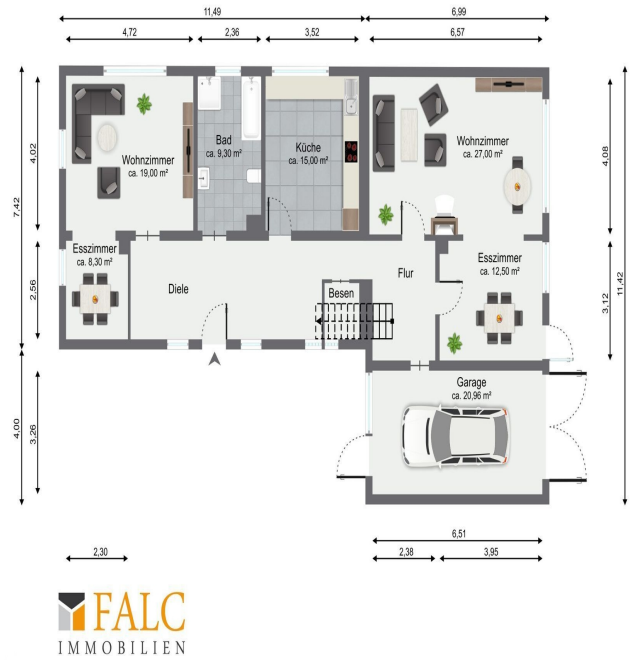 11,49
6,99
4,72
2,36
3,52
6,57
7,42
4,02
2,56
4,00
3,26
4,08
3,12
11,42
Wohnzimmer
ca. 19,00 m²
Bad
ca. 9,30 m²
Küche
ca. 15,00 m²
Wohnzimmer
ca. 27,00 m²
Esszimmer
ca. 8,30 m²
Diele
Besen
Flur
Esszimmer
ca. 12,50 m²
Garage
ca. 20,96 m²
6,51
2,30
2,38
3,95
FALC
IMMOBILIEN